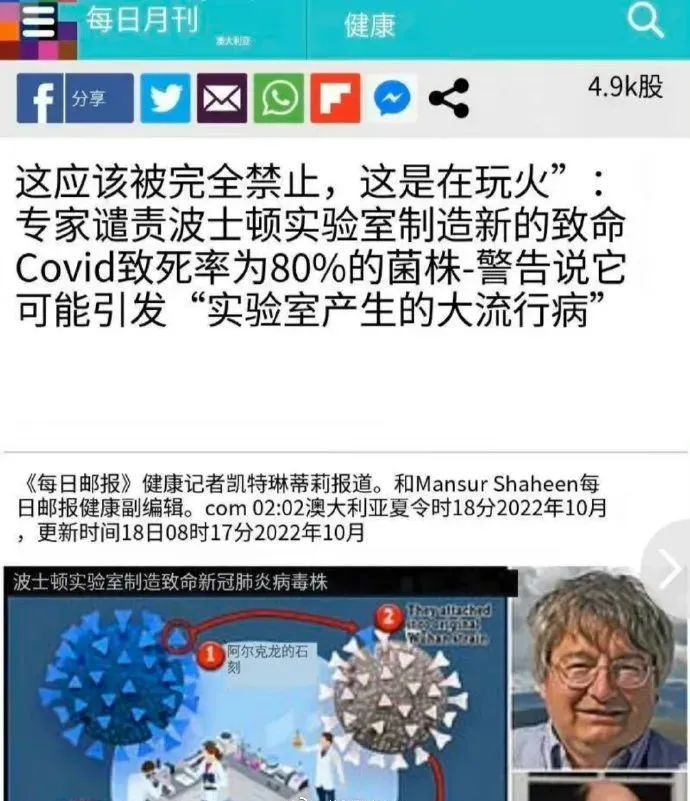 每日月刊
澳大利亚
健康
分享
4.9k股
这应该被完全禁止，这是在玩火”：
专家谴责波士顿实验室制造新的致命
Covid致死率为80%的菌株-警告说它
可能引发“实验室产生的大流行病”
《每日邮报》健康记者凯特琳蒂莉报道。和Mansur Shaheen每
日邮报健康副编辑。com 02:02澳大利亚夏令时18分2022年10月
，更新时间18日08时17分2022年10月
波士顿实验室制造致命新冠肺炎病毒株
1
阿尔克龙的石
刻
2
They attached
it to original
Wuhan strain